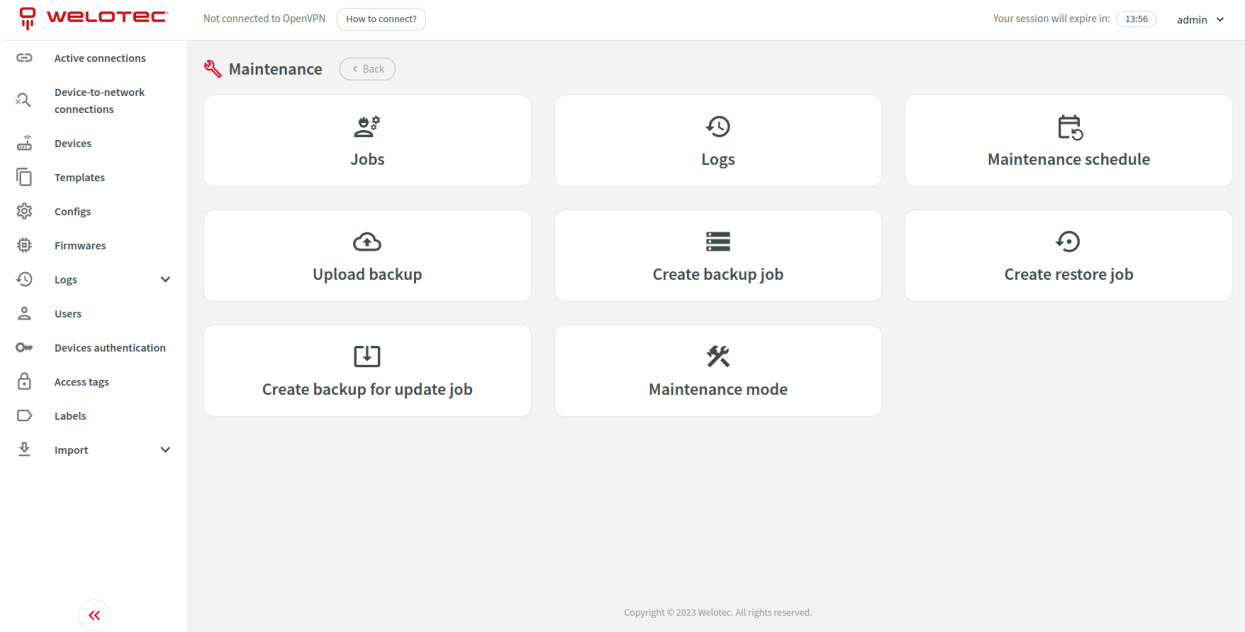 WELOTEC
Not connected to OpenVPN
How to connect?
Your session will expire in:
13:56
admin
Active connections
Device-to-network
connections
Devices
Templates
Configs
Firmwares
Logs
Users
Devices authentication
Access tags
Labels
Import
Maintenance
Back
Jobs
Logs
Maintenance schedule
Upload backup
Create backup job
Create restore job
Create backup for update job
Maintenance mode
Copyright © 2023 Welotec. All rights reserved.